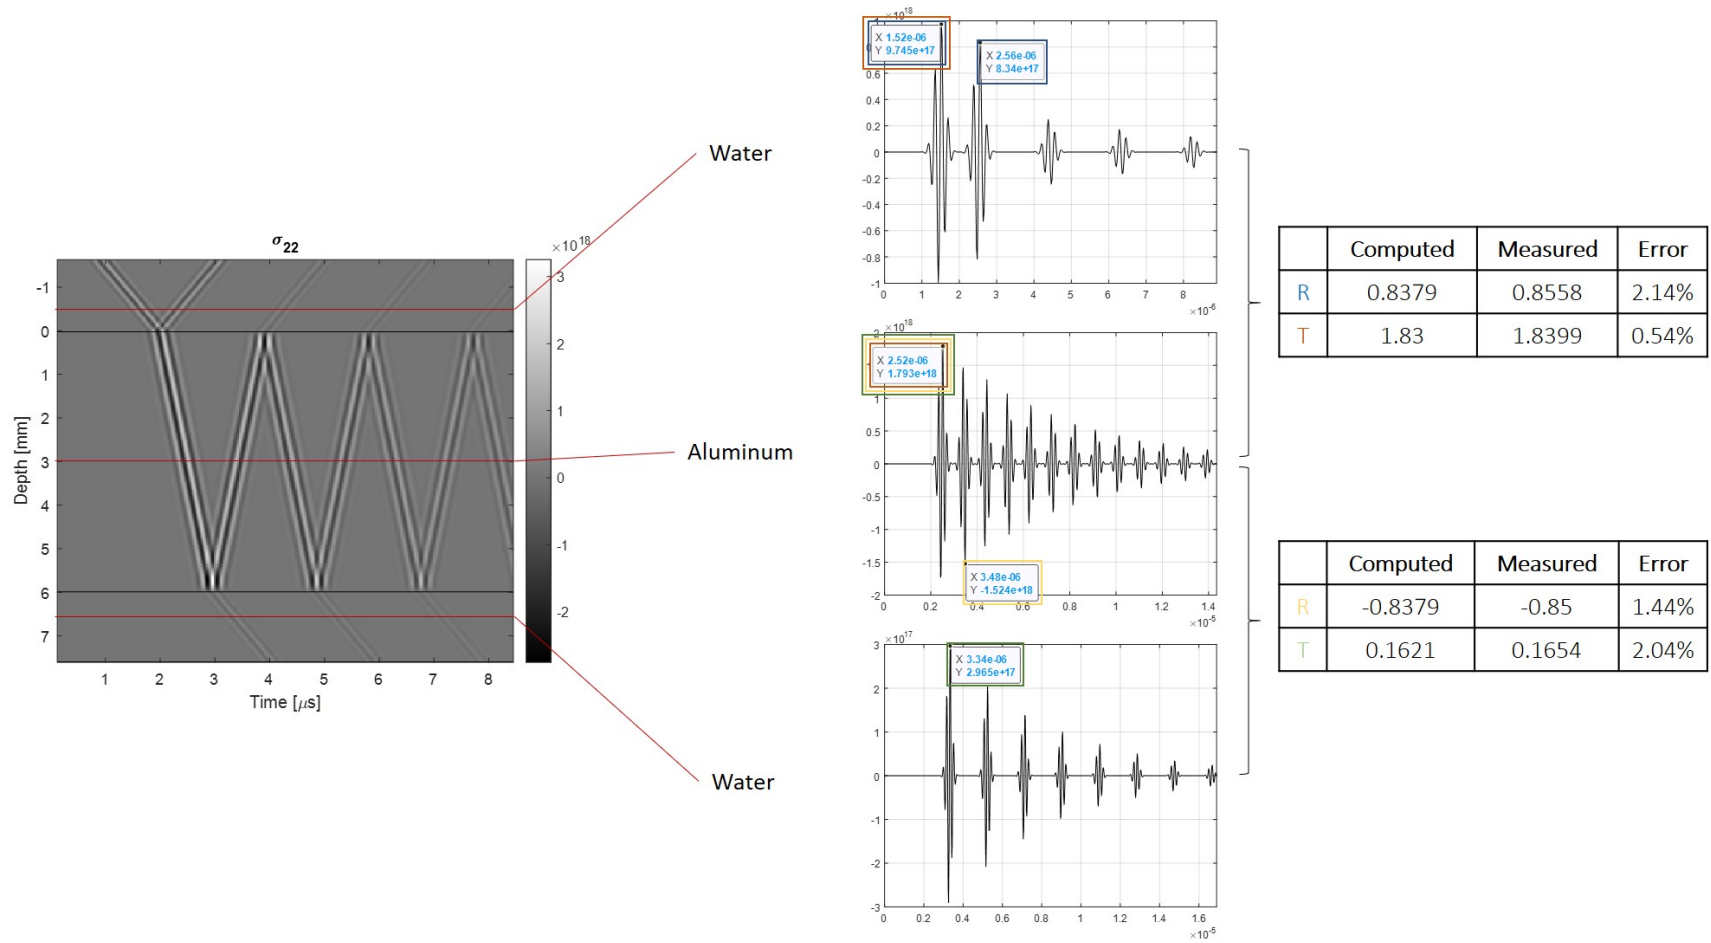 σ22
×10^18
3
2
1
0
-1
-2
-1
0
1
2
3
4
5
6
7
Depth [mm]
1 2 3 4 5 6 7 8
Time [μs]
Water
Aluminum
Water
×10^18
X 1.52e-06
Y 9.745e+17
X 2.56e-06
Y 8.34e+17
0.6
0.4
0.2
0
-0.2
-0.4
-0.6
-0.8
-1
0 1 2 3 4 5 6 7 8
×10^-6
×10^18
2
X 2.52e-06
Y 1.793e+18
1
0.5
0
-0.5
-1
-1.5
-2
X 3.48e-06
Y -1.524e+18
0 0.2 0.4 0.6 0.8 1 1.2 1.4
×10^-5
×10^17
3
X 3.34e-06
Y 2.965e+17
2
1
0
-1
-2
-3
0 0.2 0.4 0.6 0.8 1 1.2 1.4 1.6
×10^-5
Computed Measured Error
R 0.8379 0.8558 2.14%
T 1.83 1.8399 0.54%
Computed Measured Error
R -0.8379 -0.85 1.44%
T 0.1621 0.1654 2.04%